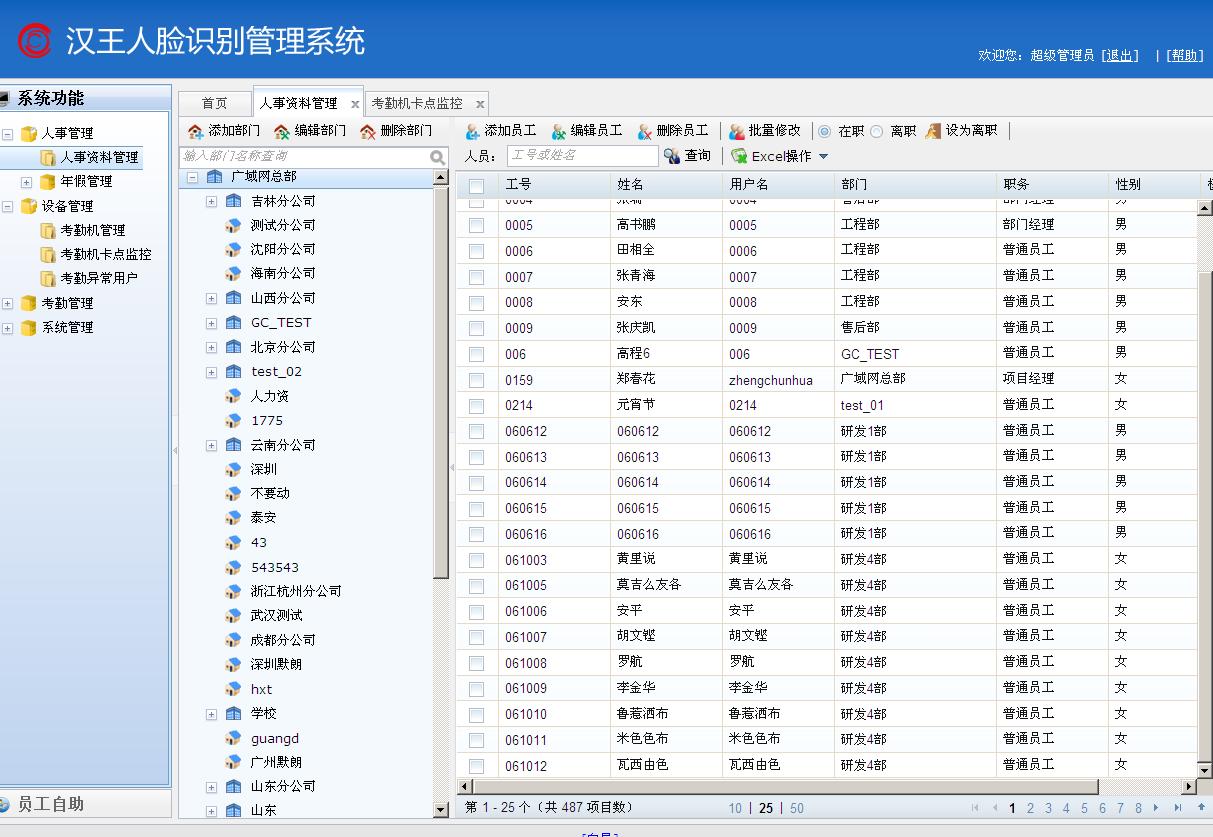 汉王人脸识别管理系统
欢迎您: 超级管理员 [退出] | [帮助]
系统功能
人事管理
人事资料管理
年假管理
设备管理
考勤机管理
考勤机卡点监控
考勤异常用户
考勤管理
系统管理
员工自助
首页 人事资料管理 x 考勤机卡点监控 x
添加部门 编辑部门 删除部门
输入部门名称查询
广域网总部
吉林分公司
测试分公司
沈阳分公司
海南分公司
山西分公司
GC_TEST
北京分公司
test_02
人力资
1775
云南分公司
深圳
不要动
泰安
43
543543
浙江杭州分公司
武汉测试
成都分公司
深圳默朗
hxt
学校
guangd
广州默朗
山东分公司
山东
添加员工 编辑员工 删除员工 | 批量修改 | 在职 离职 设为离职 |
人员: 工号或姓名 查询 | Excel操作
工号 姓名 用户名 部门 职务 性别
0005 高书鹏 0005 工程部 部门经理 男
0006 田相全 0006 工程部 普通员工 男
0007 张青海 0007 工程部 普通员工 男
0008 安东 0008 工程部 普通员工 男
0009 张庆凯 0009 售后部 普通员工 男
006 高程6 006 GC_TEST 普通员工 男
0159 郑春花 zhengchunhua 广域网总部 项目经理 女
0214 元宵节 0214 test_01 普通员工 女
060612 060612 060612 研发1部 普通员工 男
060613 060613 060613 研发1部 普通员工 男
060614 060614 060614 研发1部 普通员工 男
060615 060615 060615 研发1部 普通员工 男
060616 060616 060616 研发1部 普通员工 男
061003 黄里说 黄里说 研发4部 普通员工 女
061005 莫吉么友各 莫吉么友各 研发4部 普通员工 女
061006 安平 安平 研发4部 普通员工 女
061007 胡文铿 胡文铿 研发4部 普通员工 女
061008 罗航 罗航 研发4部 普通员工 女
061009 李金华 李金华 研发4部 普通员工 女
061010 鲁惹洒布 鲁惹洒布 研发4部 普通员工 女
061011 米色色布 米色色布 研发4部 普通员工 女
061012 瓦西由色 瓦西由色 研发4部 普通员工 女
第 1 - 25 个 (共 487 项目数) 10 | 25 | 50 1 2 3 4 5 6 7 8